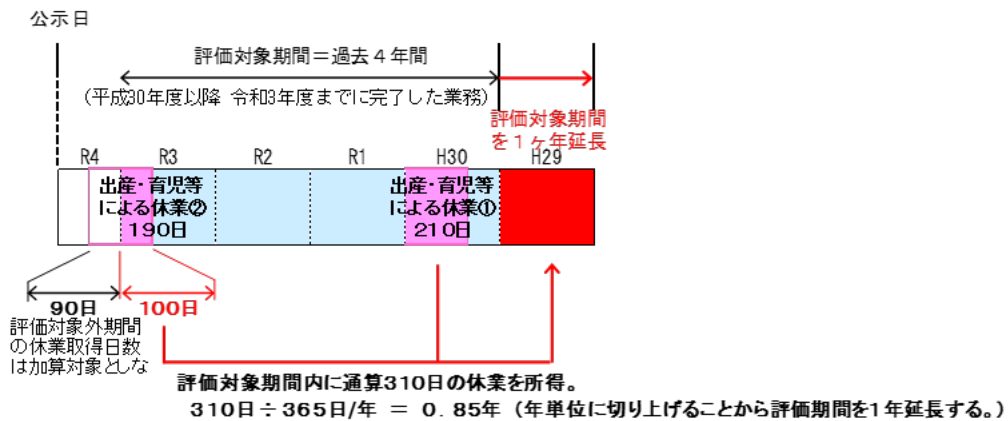 公示日
評価対象期間＝過去４年間
(平成30年度以降 令和3年度までに完了した業務)
評価対象期間
を１ヶ年延長
R4 R3 R2 R1 H30 H29
出産・育児等
による休業②
190日
出産・育児等
による休業①
210日
90日
100日
評価対象外期間
の休業取得日数
は加算対象としな
評価対象期間内に通算310日の休業を所得。
310日÷365日/年 ＝ 0.85年（年単位に切り上げることから評価期間を1年延長する。）